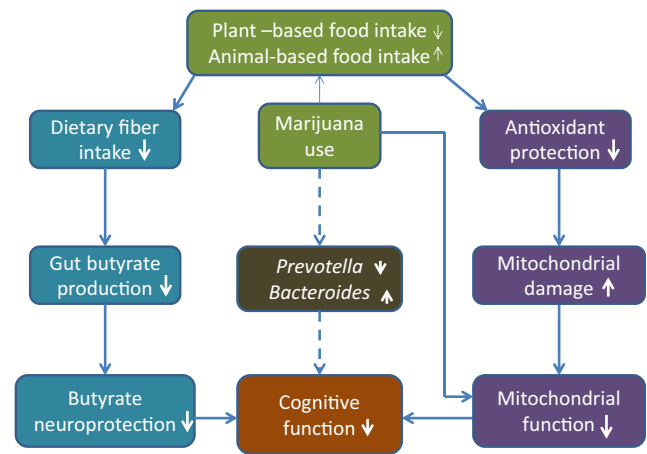 Plant –based food intake ↓
Animal-based food intake ↑
Dietary fiber
intake ↓
Marijuana
use
Antioxidant
protection ↓
Gut butyrate
production ↓
Prevotella ↓
Bacteroides ↑
Mitochondrial
damage ↑
Butyrate
neuroprotection ↓
Cognitive
function ↓
Mitochondrial
function ↓